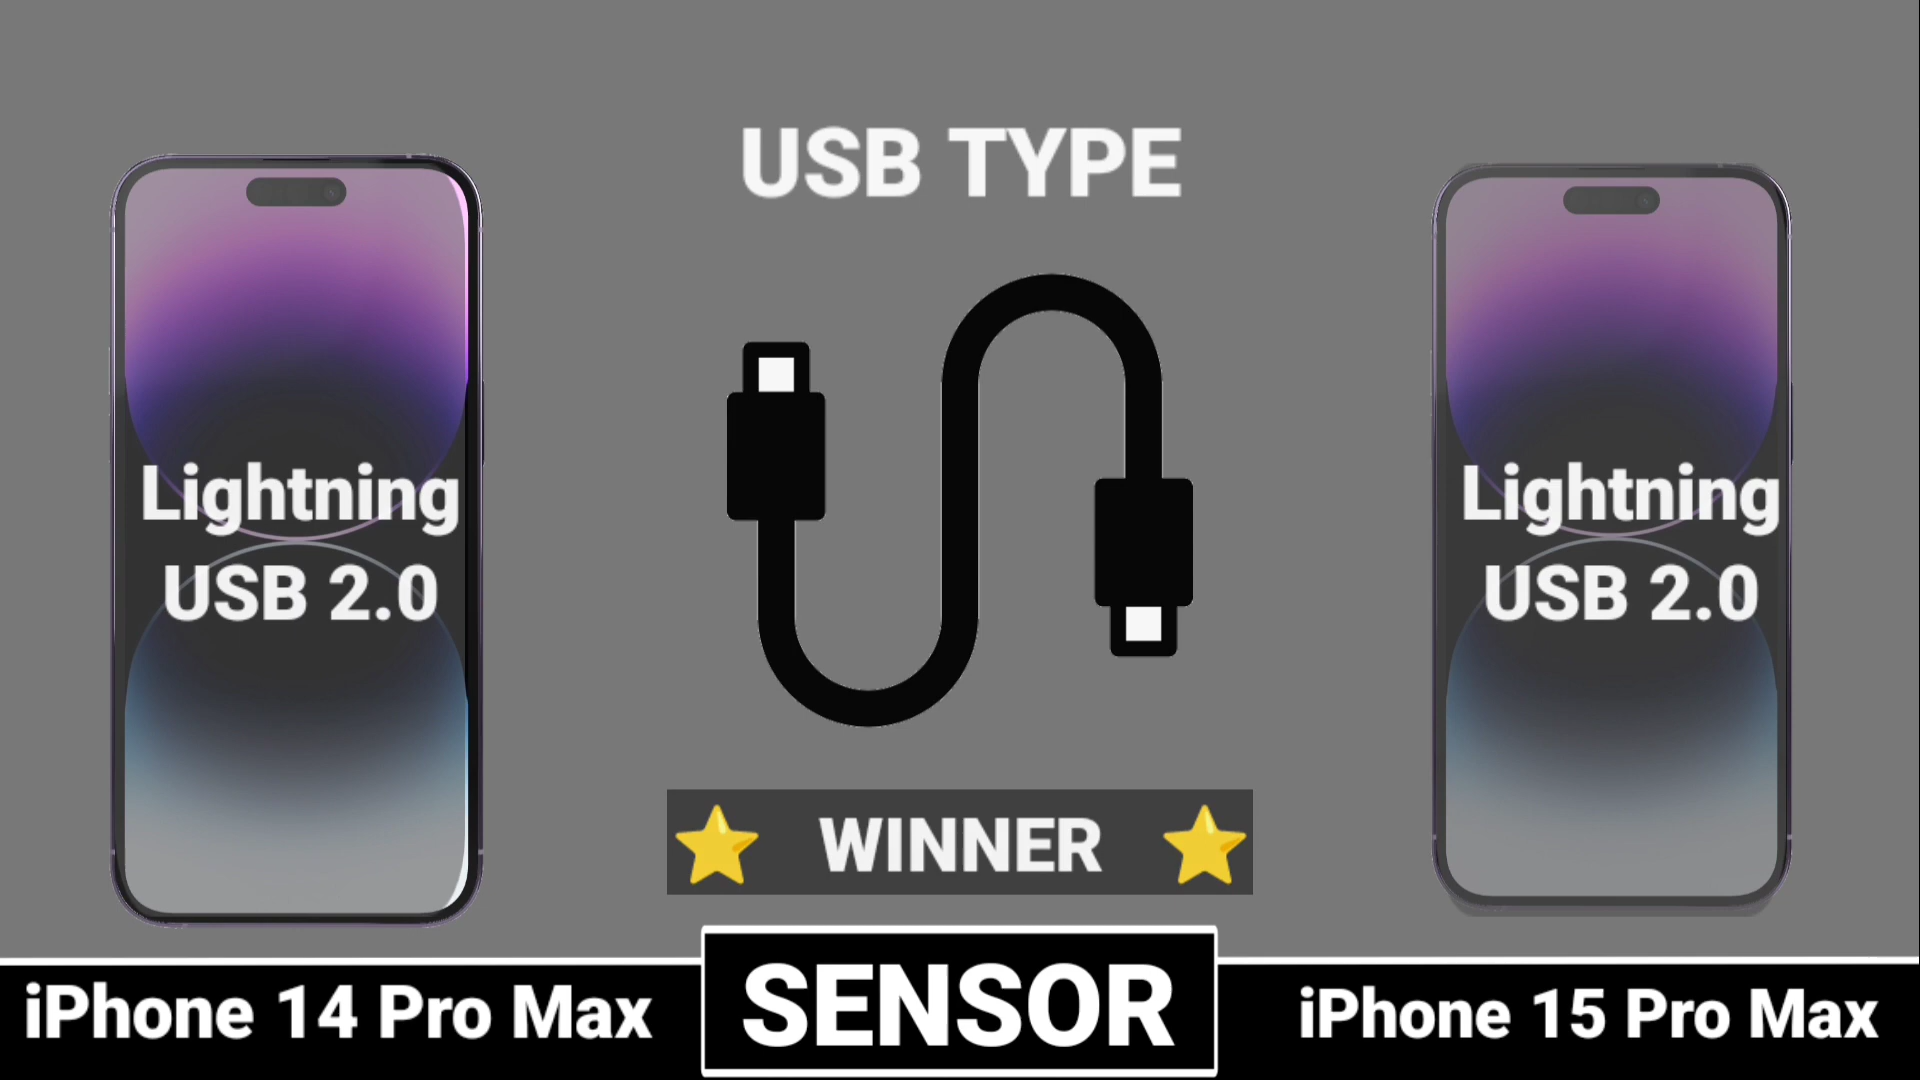 USB TYPE
Lightning
USB 2.0
Lightning
USB 2.0
WINNER
iPhone 14 Pro Max
SENSOR
iPhone 15 Pro Max